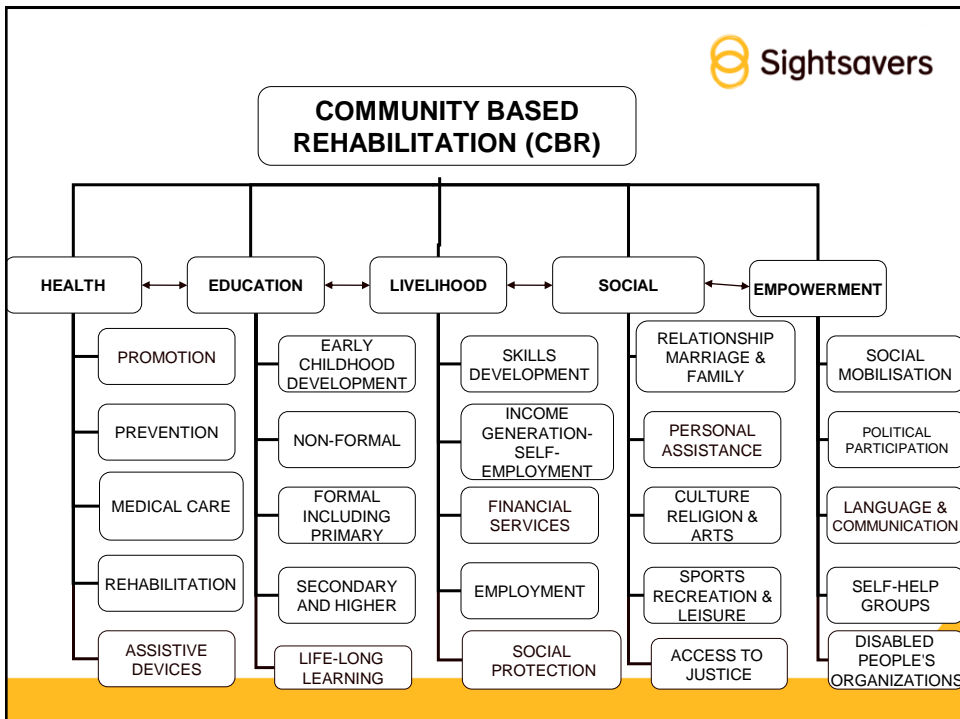 Sightsavers
COMMUNITY BASED
REHABILITATION (CBR)
HEALTH
EDUCATION
LIVELIHOOD
SOCIAL
EMPOWERMENT
PROMOTION
PREVENTION
MEDICAL CARE
REHABILITATION
ASSISTIVE
DEVICES
EARLY
CHILDHOOD
DEVELOPMENT
NON-FORMAL
FORMAL
INCLUDING
PRIMARY
SECONDARY
AND HIGHER
LIFE-LONG
LEARNING
SKILLS
DEVELOPMENT
INCOME
GENERATION-
SELF-
EMPLOYMENT
FINANCIAL
SERVICES
EMPLOYMENT
SOCIAL
PROTECTION
RELATIONSHIP
MARRIAGE &
FAMILY
PERSONAL
ASSISTANCE
CULTURE
RELIGION &
ARTS
SPORTS
RECREATION &
LEISURE
ACCESS TO
JUSTICE
SOCIAL
MOBILISATION
POLITICAL
PARTICIPATION
LANGUAGE &
COMMUNICATION
SELF-HELP
GROUPS
DISABLED
PEOPLE'S
ORGANIZATIONS